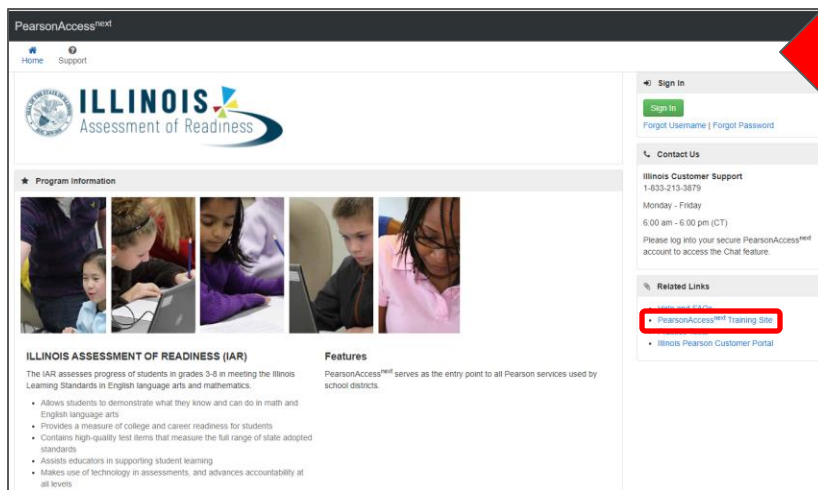 PearsonAccessnext
Home Support
ILLINOIS
Assessment of Readiness
Program Information
ILLINOIS ASSESSMENT OF READINESS (IAR)
The IAR assesses progress of students in grades 3-8 in meeting the Illinois
Learning Standards in English language arts and mathematics.
Allows students to demonstrate what they know and can do in math and
English language arts
Provides a measure of college and career readiness for students
Contains high-quality test items that measure the full range of state adopted
standards
Assists educators in supporting student learning
Makes use of technology in assessments, and advances accountability at
all levels
Features
PearsonAccessnext serves as the entry point to all Pearson services used by
school districts.
Sign In
Sign In
Forgot Username | Forgot Password
Contact Us
Illinois Customer Support
1-833-213-3879
Monday - Friday
6:00 am - 6:00 pm (CT)
Please log into your secure PearsonAccessnext
account to access the Chat feature.
Related Links
Help and FAQs
PearsonAccessnext Training Site
Illinois Pearson Customer Portal